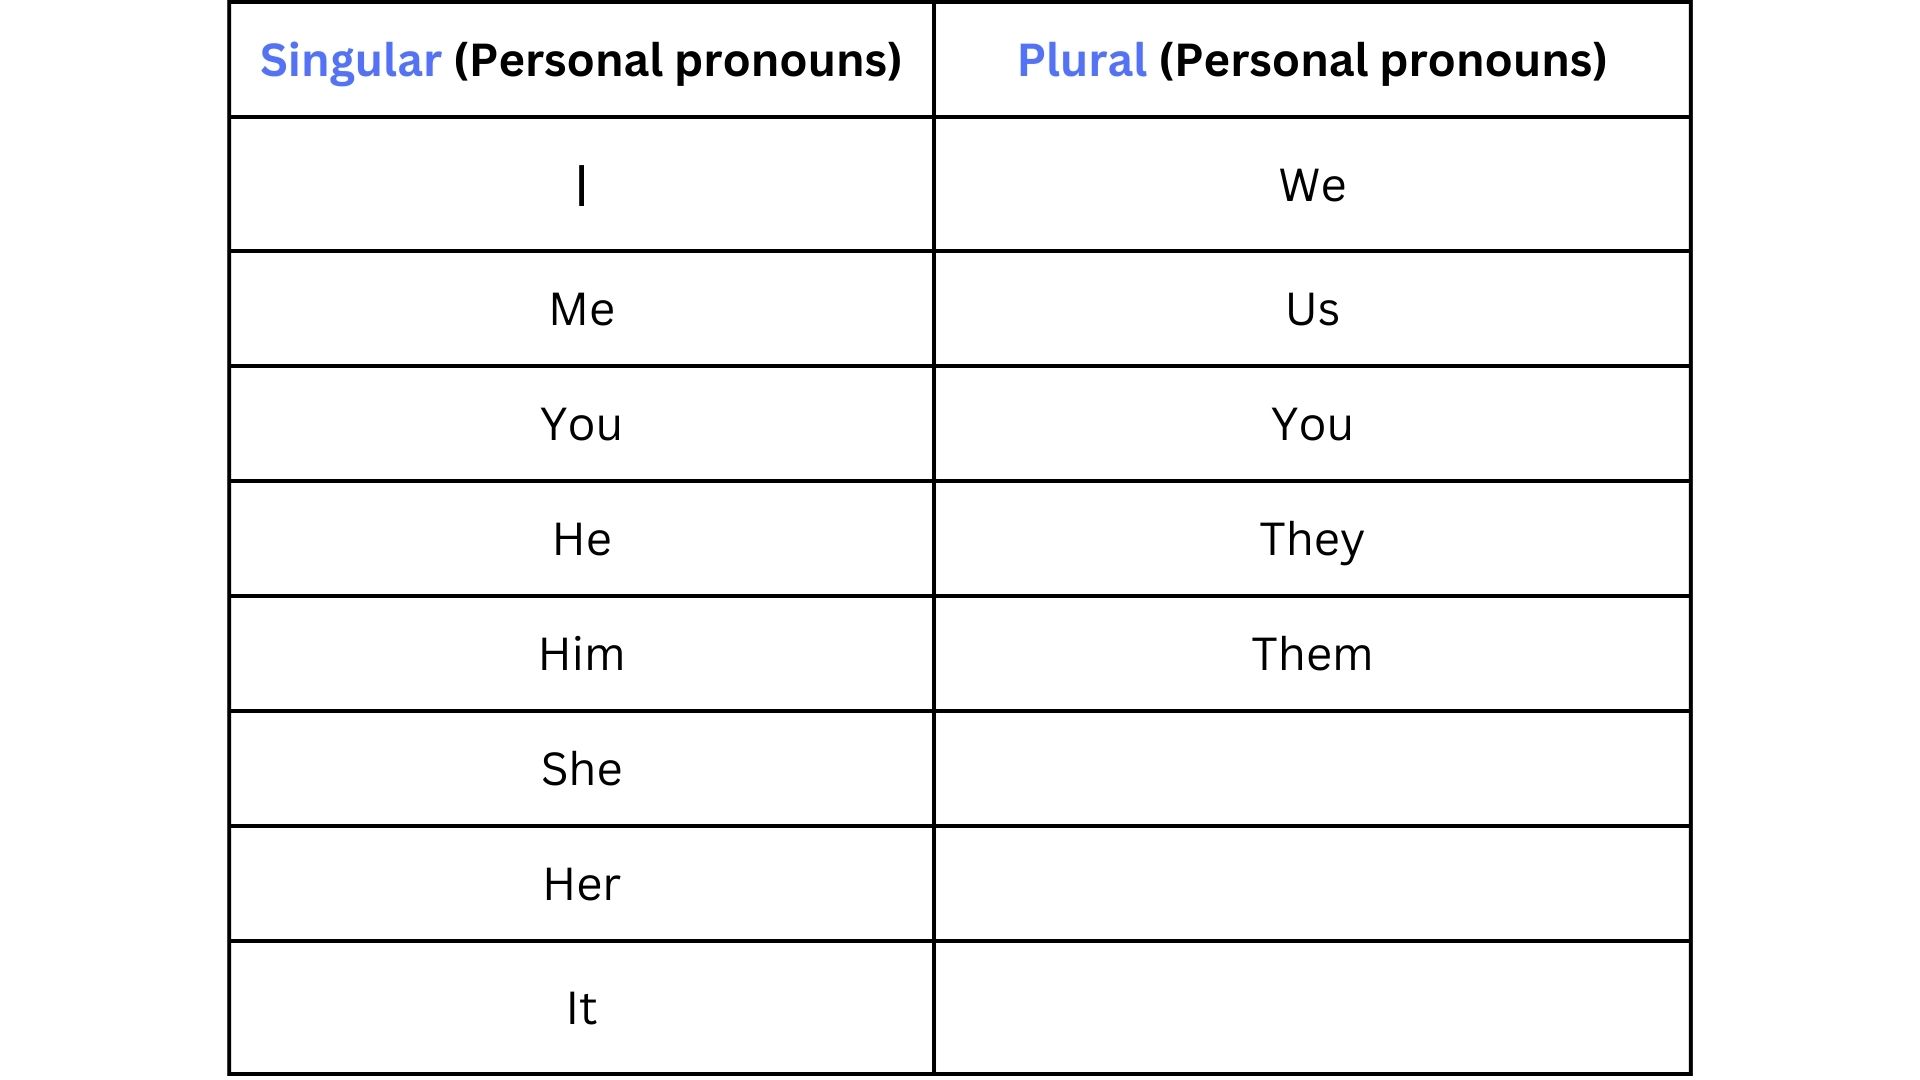 Singular (Personal pronouns) Plural (Personal pronouns)
I We
Me Us
You You
He They
Him Them
She
Her
It